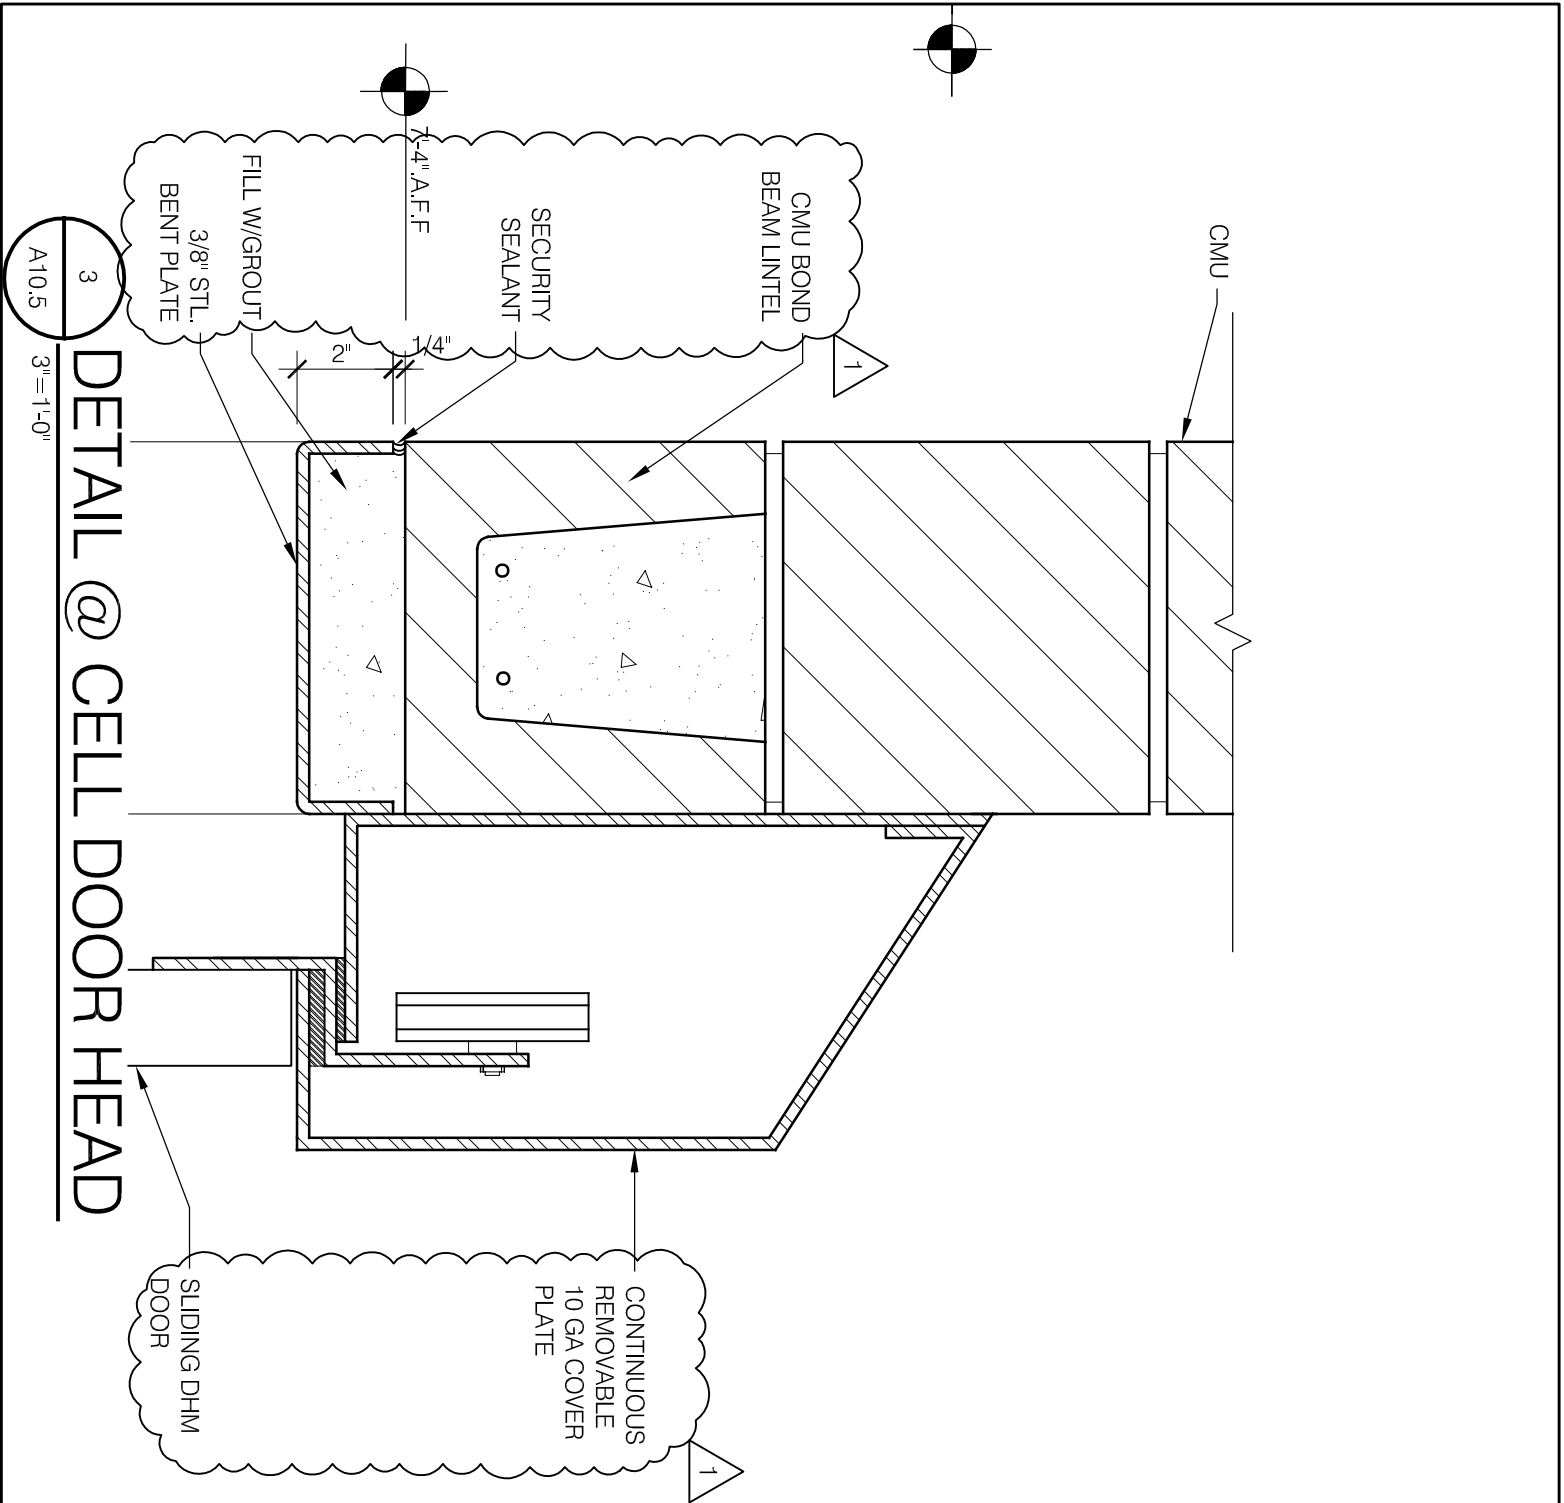 CMU
1
CMU BOND
BEAM LINTEL
SECURITY
SEALANT
7'-4" A.F.F
1/4"
2"
FILL W/GROUT
3/8" STL.
BENT PLATE
1
CONTINUOUS
REMOVABLE
10 GA COVER
PLATE
SLIDING DHM
DOOR
3
A10.5
DETAIL @ CELL DOOR HEAD
3"=1'-0"